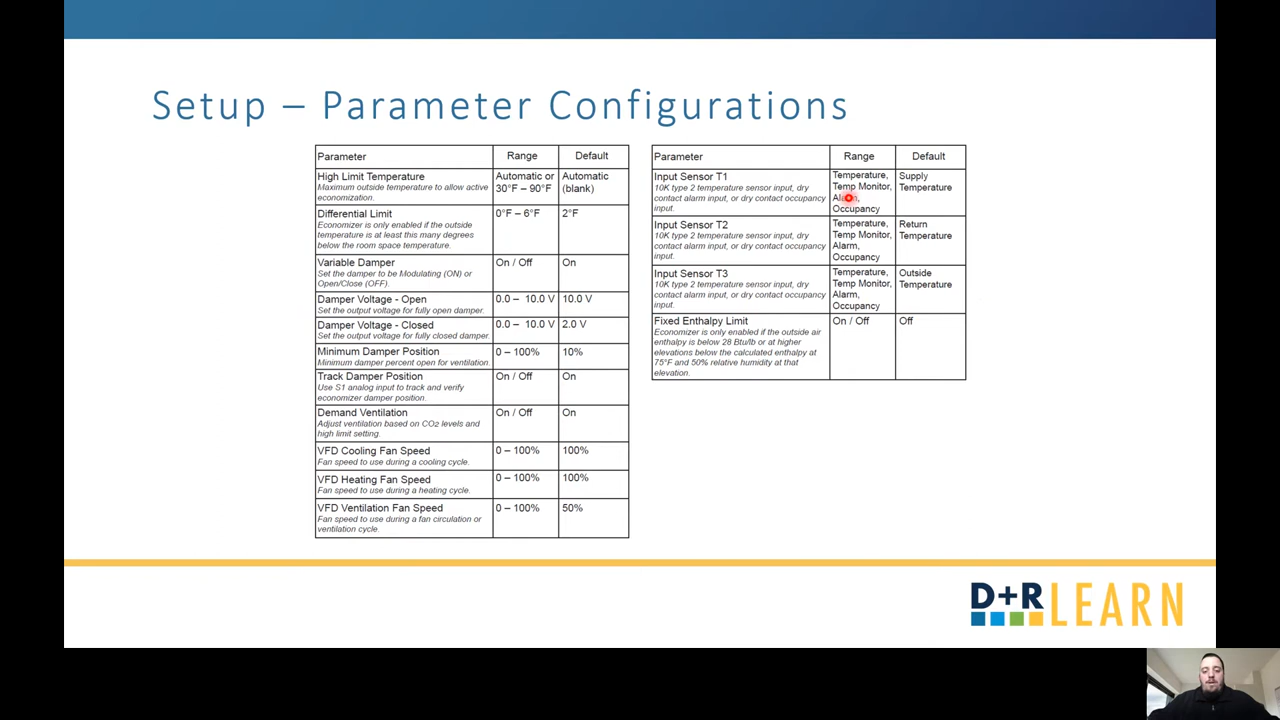 Setup – Parameter Configurations
Parameter Range Default
High Limit Temperature Automatic or Automatic
Maximum outside temperature to allow active 30°F – 90°F (blank)
economization.
Differential Limit 0°F – 6°F 2°F
Economizer is only enabled if the outside
temperature is at least this many degrees
below the room space temperature.
Variable Damper On / Off On
Set the damper to be Modulating (ON) or
Open/Close (OFF).
Damper Voltage - Open 0.0 – 10.0 V 10.0 V
Set the output voltage for fully open damper.
Damper Voltage - Closed 0.0 – 10.0 V 2.0 V
Set the output voltage for fully closed damper.
Minimum Damper Position 0 – 100% 10%
Minimum damper percent open for ventilation.
Track Damper Position On / Off On
Use S1 analog input to track and verify
economizer damper position.
Demand Ventilation On / Off On
Adjust ventilation based on CO2 levels and
high limit setting.
VFD Cooling Fan Speed 0 – 100% 100%
Fan speed to use during a cooling cycle.
VFD Heating Fan Speed 0 – 100% 100%
Fan speed to use during a heating cycle.
VFD Ventilation Fan Speed 0 – 100% 50%
Fan speed to use during a fan circulation or
ventilation cycle.
Parameter Range Default
Input Sensor T1 Temperature, Supply
10K type 2 temperature sensor input, dry Temp Monitor, Temperature
contact alarm input, or dry contact occupancy Alarm,
input. Occupancy
Input Sensor T2 Temperature, Return
10K type 2 temperature sensor input, dry Temp Monitor, Temperature
contact alarm input, or dry contact occupancy Alarm,
input. Occupancy
Input Sensor T3 Temperature, Outside
10K type 2 temperature sensor input, dry Temp Monitor, Temperature
contact alarm input, or dry contact occupancy Alarm,
input. Occupancy
Fixed Enthalpy Limit On / Off Off
Economizer is only enabled if the outside air
enthalpy is below 28 Btu/lb or at higher
elevations below the calculated enthalpy at
75°F and 50% relative humidity at that
elevation.
D+R LEARN